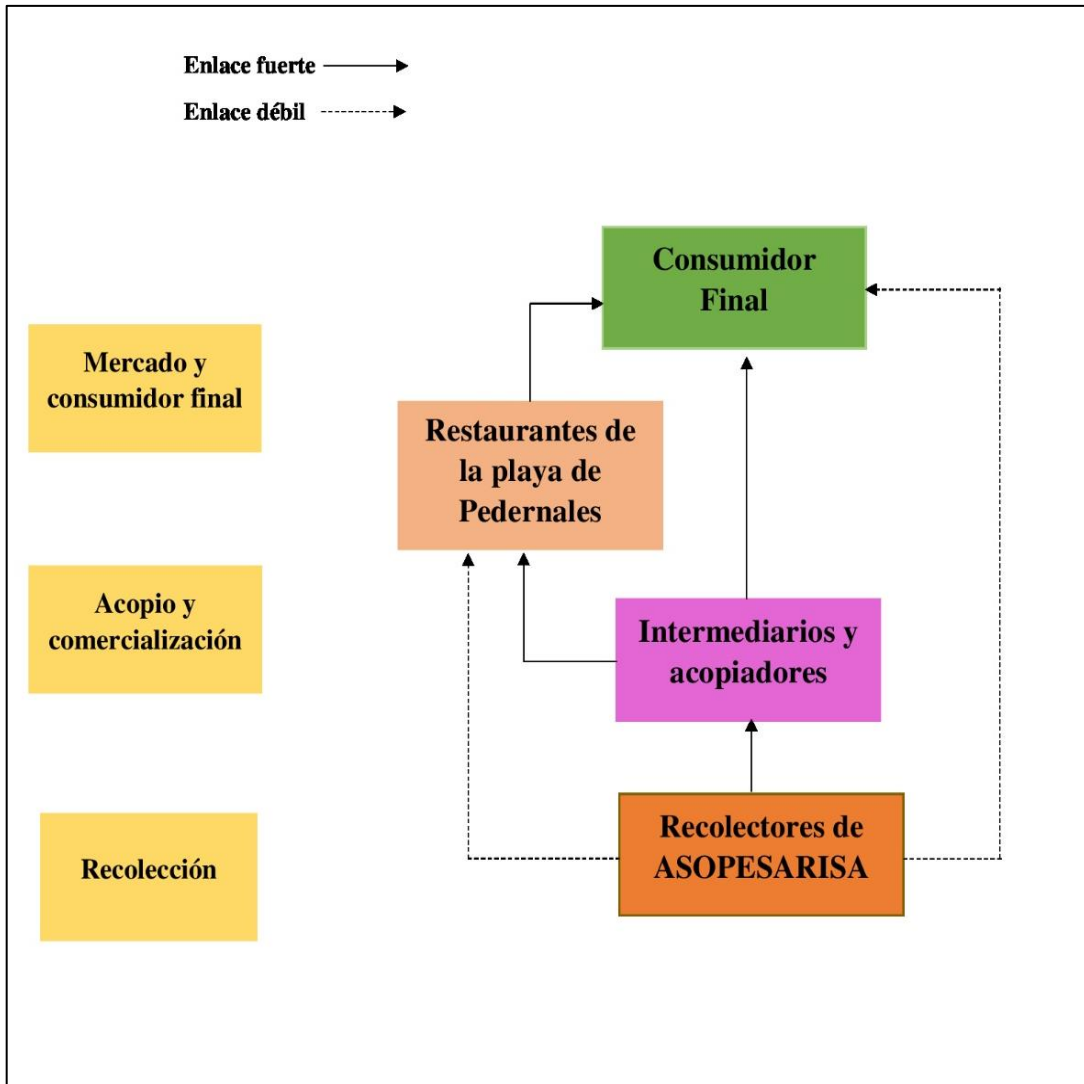 Enlace fuerte
Enlace débil
Consumidor
Final
Mercado y
consumidor final
Restaurantes de
la playa de
Pedernales
Acopio y
comercialización
Intermediarios y
acopiadores
Recolección
Recolectores de
ASOPESARISA